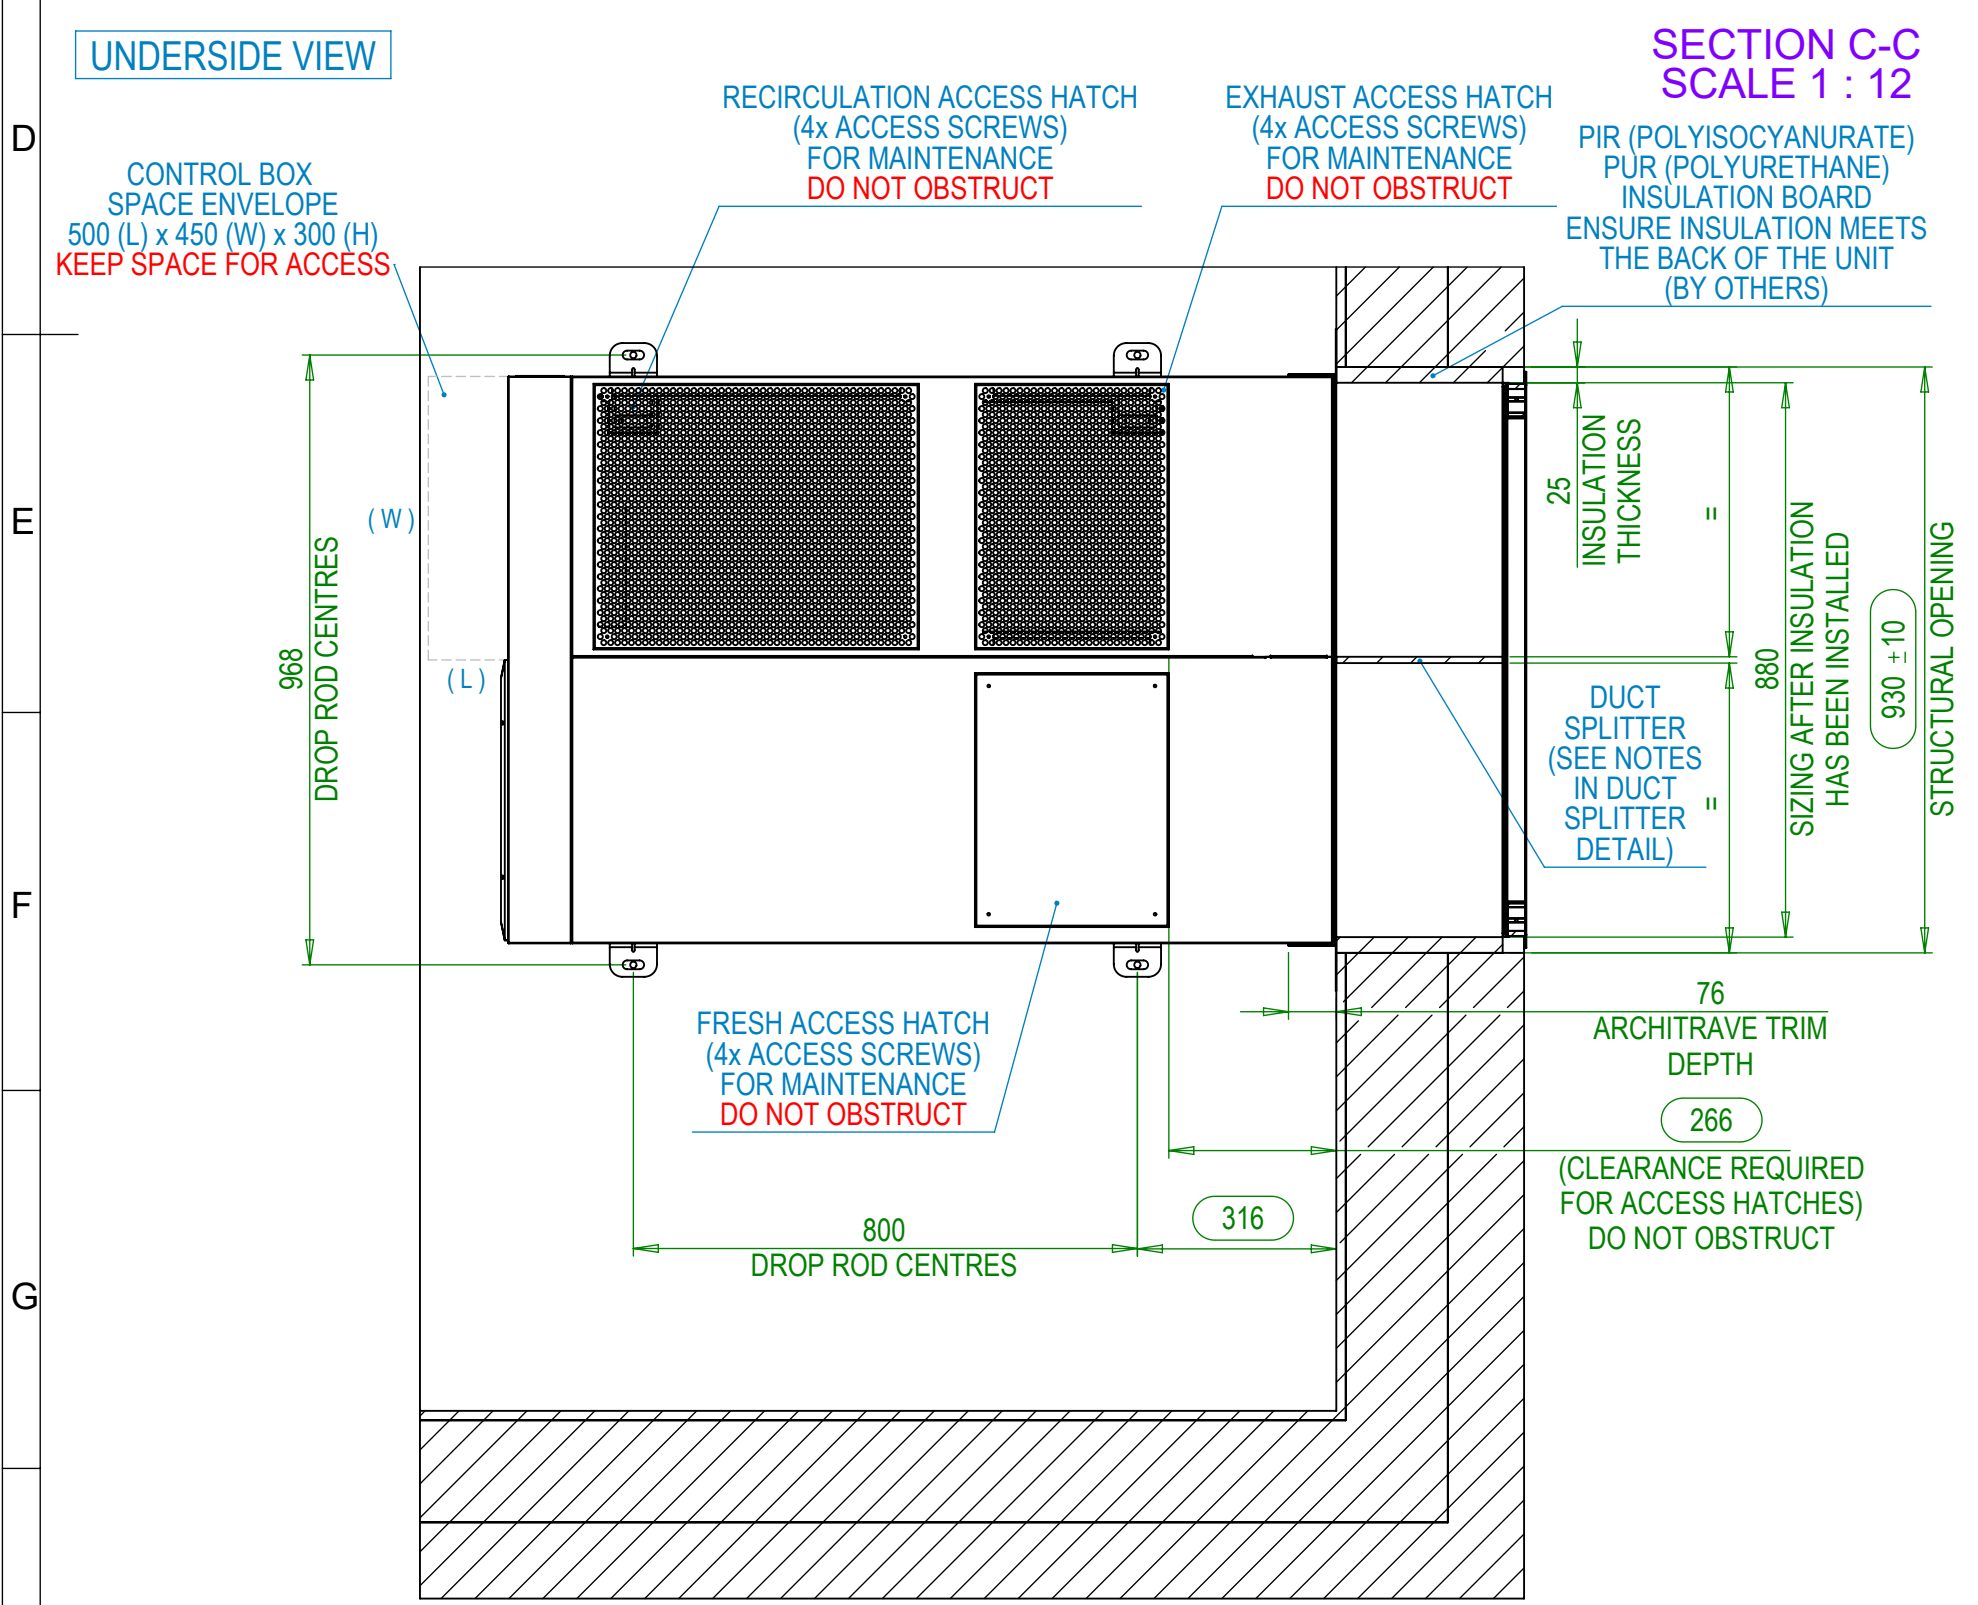 UNDERSIDE VIEW
SECTION C-C
SCALE 1 : 12
RECIRCULATION ACCESS HATCH
(4x ACCESS SCREWS)
FOR MAINTENANCE
DO NOT OBSTRUCT
EXHAUST ACCESS HATCH
(4x ACCESS SCREWS)
FOR MAINTENANCE
DO NOT OBSTRUCT
PIR (POLYISOCYANURATE)
PUR (POLYURETHANE)
INSULATION BOARD
ENSURE INSULATION MEETS
THE BACK OF THE UNIT
(BY OTHERS)
D
CONTROL BOX
SPACE ENVELOPE
500 (L) x 450 (W) x 300 (H)
KEEP SPACE FOR ACCESS
E
(W)
(L)
968
DROP ROD CENTRES
25
INSULATION
THICKNESS
=
=
880
SIZING AFTER INSULATION
HAS BEEN INSTALLED
930 ±10
STRUCTURAL OPENING
DUCT
SPLITTER
(SEE NOTES
IN DUCT
SPLITTER
DETAIL)
F
FRESH ACCESS HATCH
(4x ACCESS SCREWS)
FOR MAINTENANCE
DO NOT OBSTRUCT
76
ARCHITRAVE TRIM
DEPTH
266
(CLEARANCE REQUIRED
FOR ACCESS HATCHES)
DO NOT OBSTRUCT
316
800
DROP ROD CENTRES
G